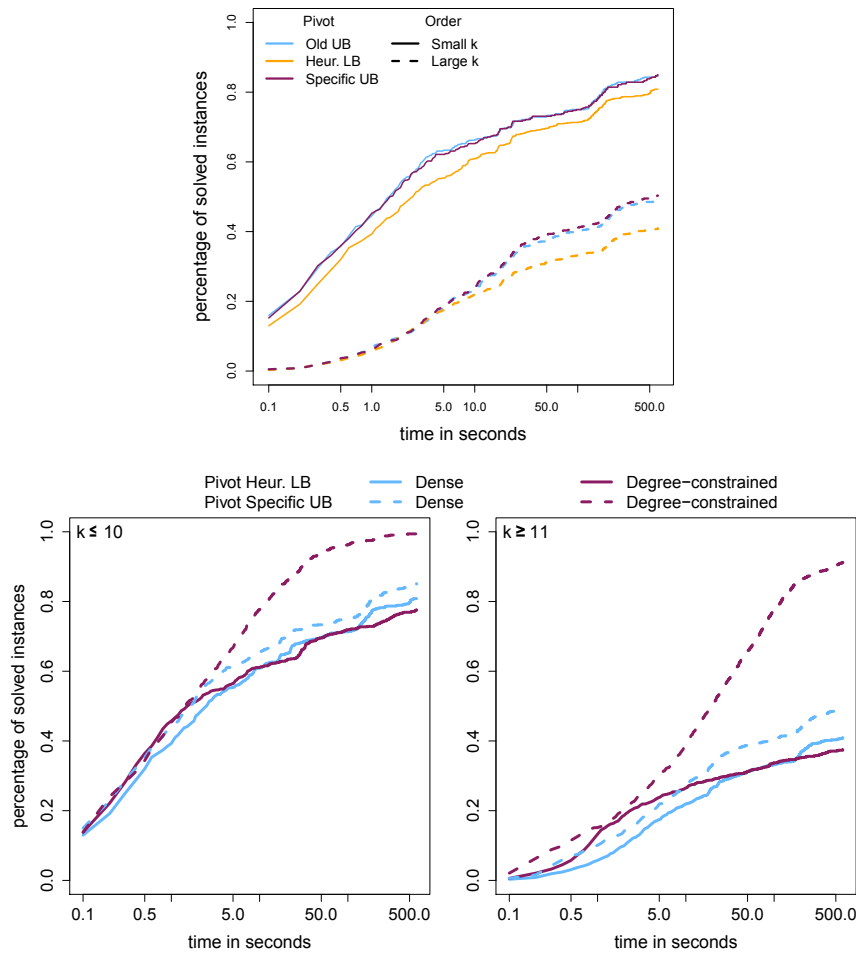 Pivot Order
Old UB Small k
Heur. LB Large k
Specific UB
percentage of solved instances
1.0
0.8
0.6
0.4
0.2
0.0
0.1 0.5 1.0 5.0 10.0 50.0 500.0
time in seconds
Pivot Heur. LB Dense Degree−constrained
Pivot Specific UB Dense Degree−constrained
k ≤ 10
percentage of solved instances
1.0
0.8
0.6
0.4
0.2
0.0
0.1 0.5 5.0 50.0 500.0
time in seconds
k ≥ 11
1.0
0.8
0.6
0.4
0.2
0.0
0.1 0.5 5.0 50.0 500.0
time in seconds